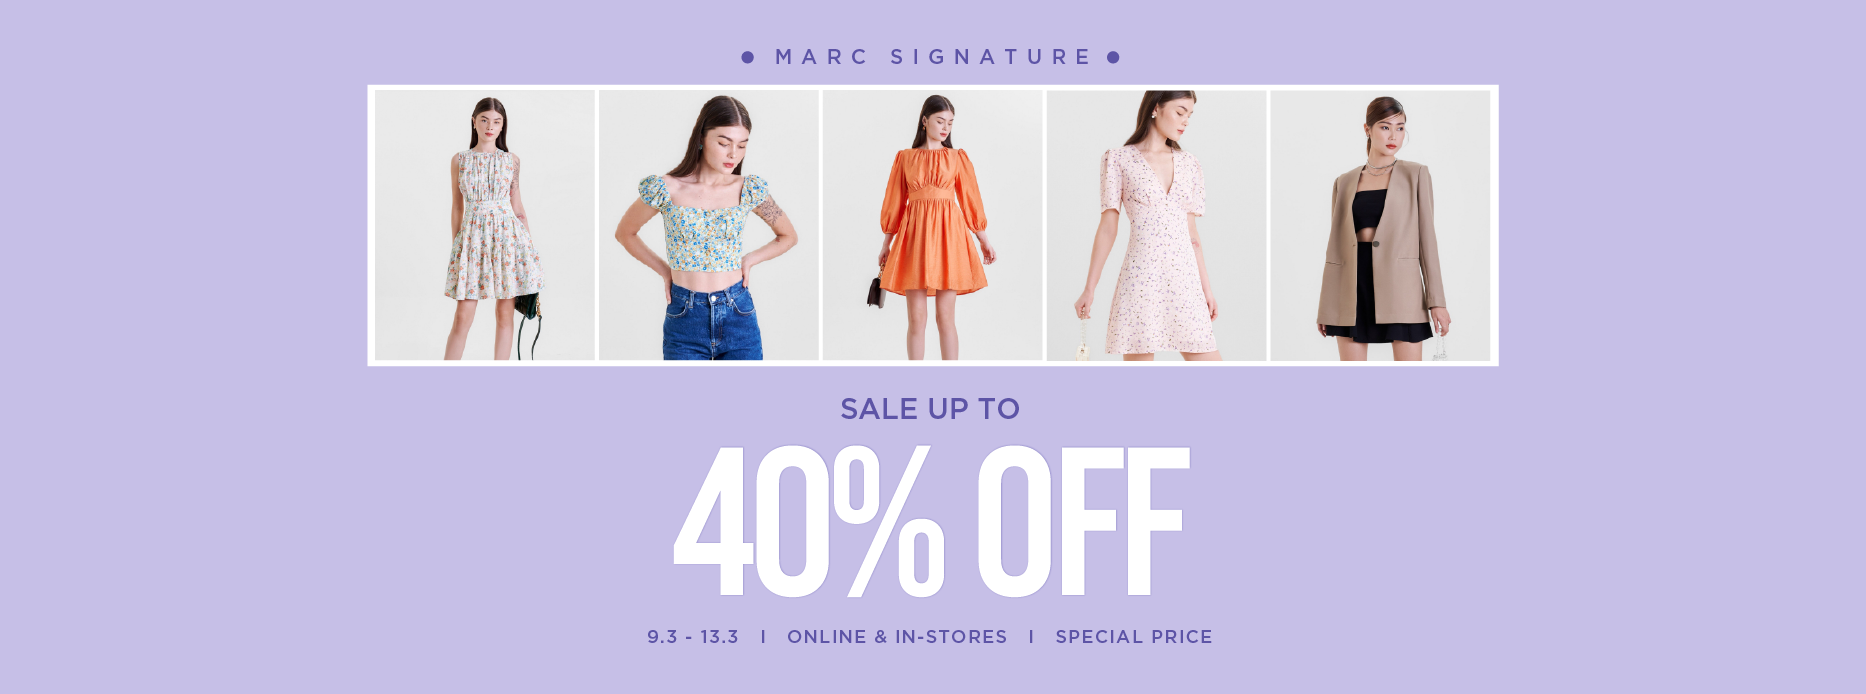 • MARC SIGNATURE •
SALE UP TO
40% OFF
9.3 - 13.3 I ONLINE & IN-STORES I SPECIAL PRICE